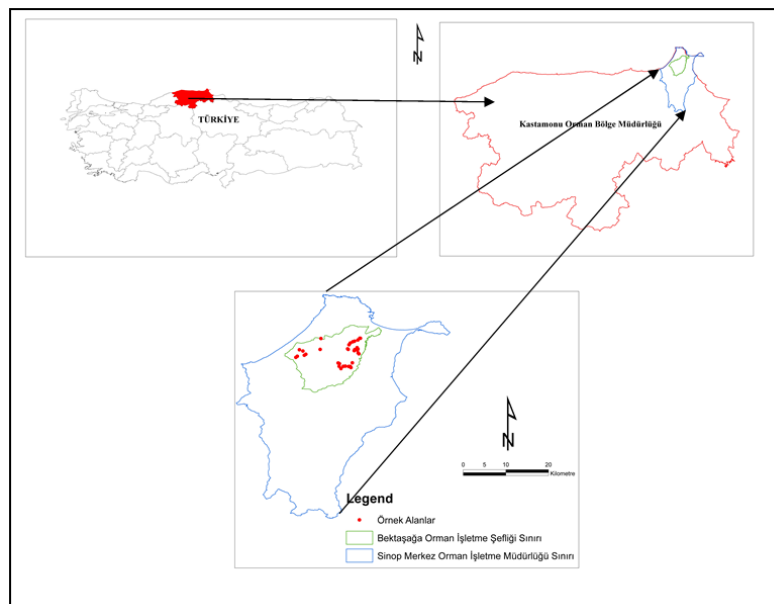 N
TÜRKİYE
Kastamonu Orman Bölge Müdürlüğü
N
0 5 10 20
Kilometre
Legend
Örnek Alanlar
Bektaşağa Orman İşletme Şefliği Sınırı
Sinop Merkez Orman İşletme Müdürlüğü Sınırı